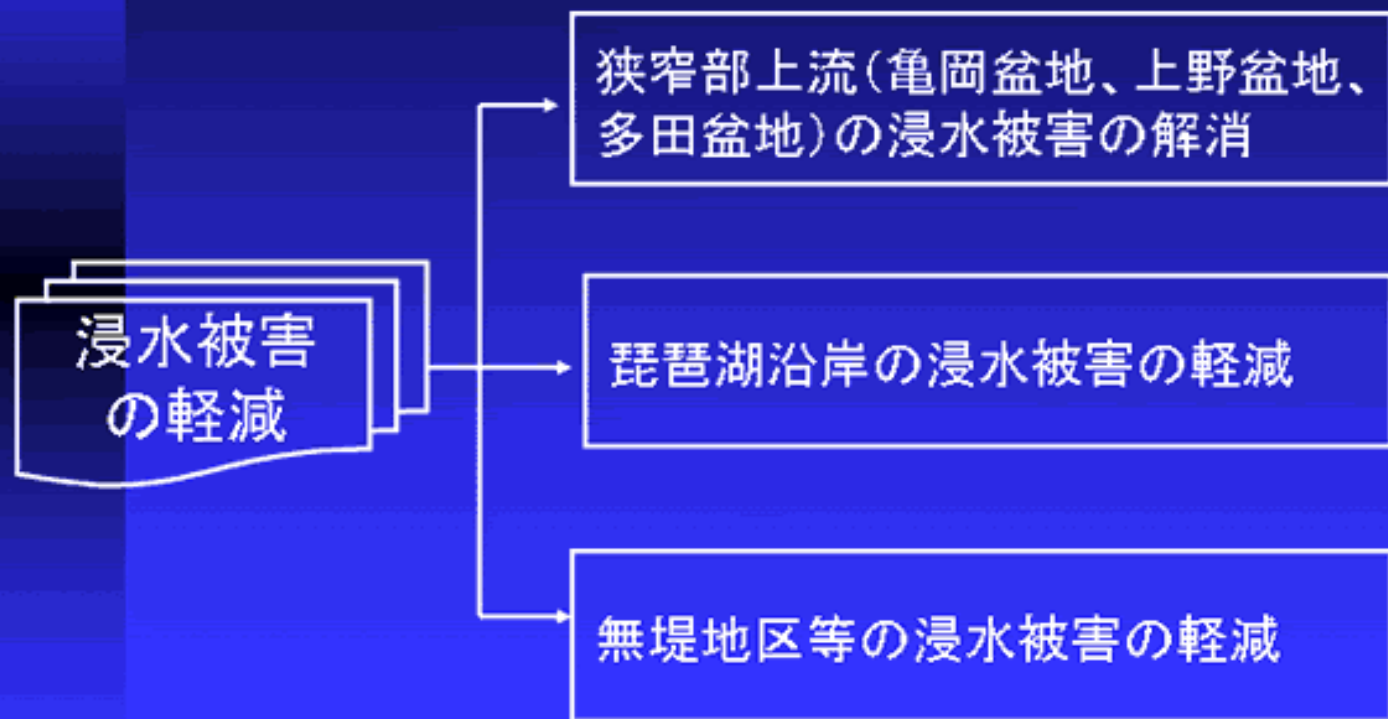 狭窄部上流(亀岡盆地、上野盆地、
多田盆地)の浸水被害の解消
浸水被害
の軽減
琵琶湖沿岸の浸水被害の軽減
無堤地区等の浸水被害の軽減